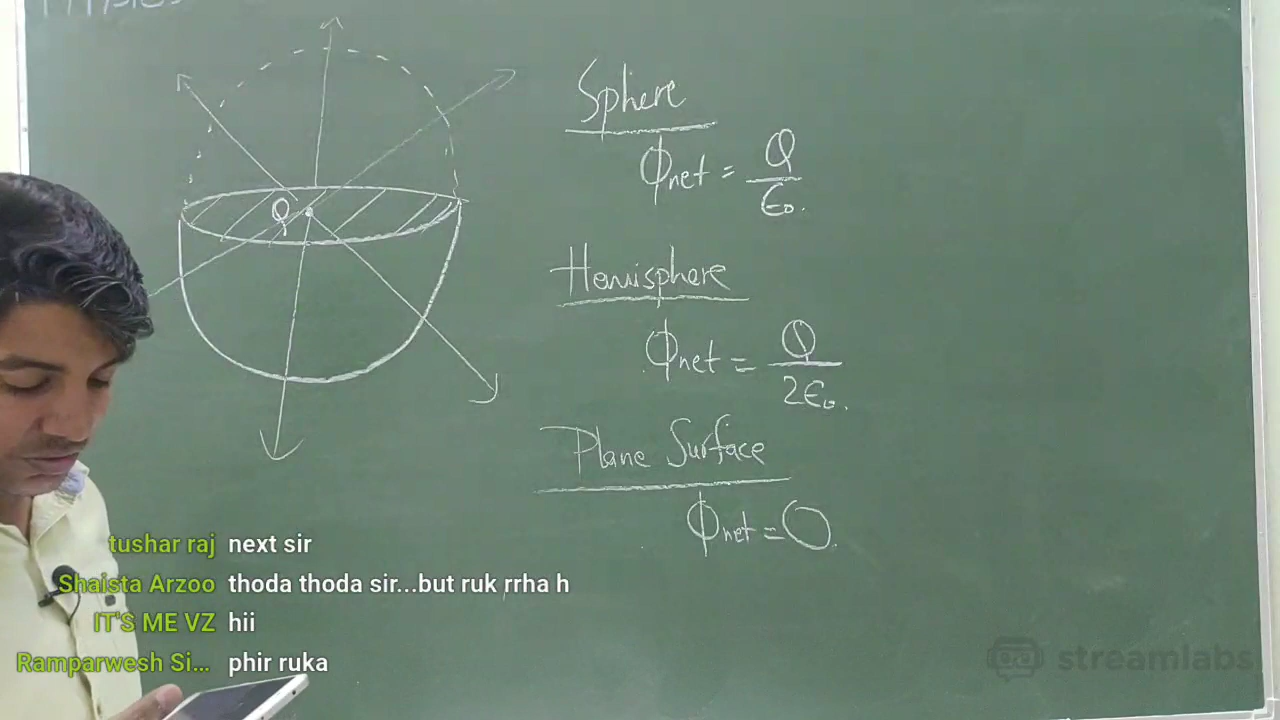 Q
Sphere
ϕnet = Q/ε₀.
Hemisphere
ϕnet = Q/2ε₀.
Plane Surface
ϕnet = 0.
tushar raj next sir
Shaista Arzoo thoda thoda sir...but ruk rrha h
IT'S ME VZ hii
Ramparwesh Si... phir ruka
streamlabs